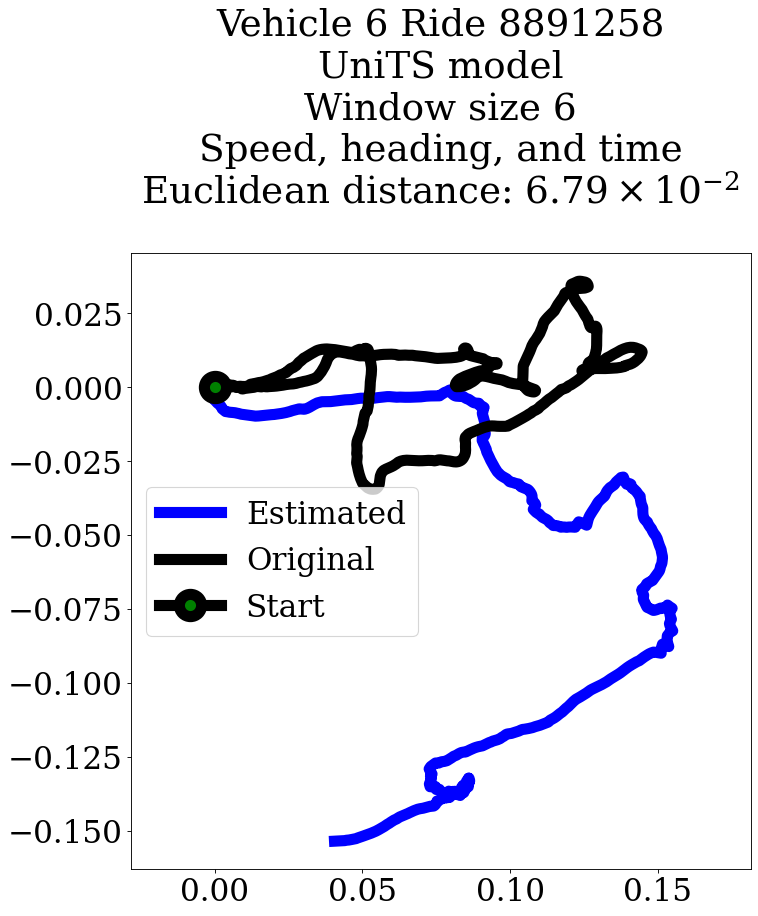 Vehicle 6 Ride 8891258
UniTS model
Window size 6
Speed, heading, and time
Euclidean distance: 6.79 × 10⁻²
0.025
0.000
−0.025
−0.050
−0.075
−0.100
−0.125
−0.150
Estimated
Original
Start
0.00 0.05 0.10 0.15